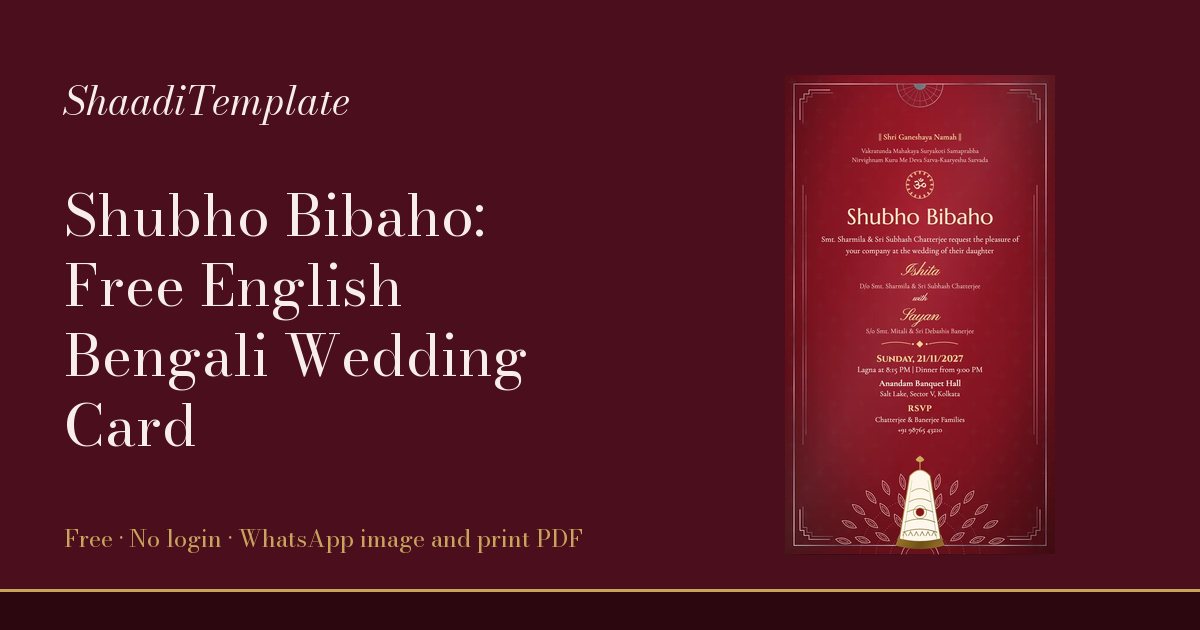 ShaadiTemplate
Shubho Bibaho:
Free English
Bengali Wedding
Card
Free · No login · WhatsApp image and print PDF
|| Shri Ganeshaya Namah ||
Vakratunda Mahakaya Suryakoti Samaprabha
Nirvighnam Kuru Me Deva Sarva-Kaaryeshu Sarvada
ॐ
Shubho Bibaho
Smt. Sharmila & Sri Subhash Chatterjee request the pleasure of
your company at the wedding of their daughter
Ishita
D/o Smt. Sharmila & Sri Subhash Chatterjee
with
Sayan
S/o Smt. Mitali & Sri Debashis Banerjee
Sunday, 21/11/2027
Lagna at 8:15 PM | Dinner from 9:00 PM
Anandam Banquet Hall
Salt Lake, Sector V, Kolkata
RSVP
Chatterjee & Banerjee Families
+91 98765 43210